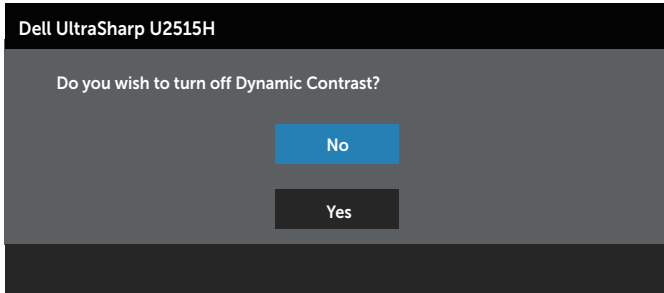 Dell UltraSharp U2515H
Do you wish to turn off Dynamic Contrast?
No
Yes